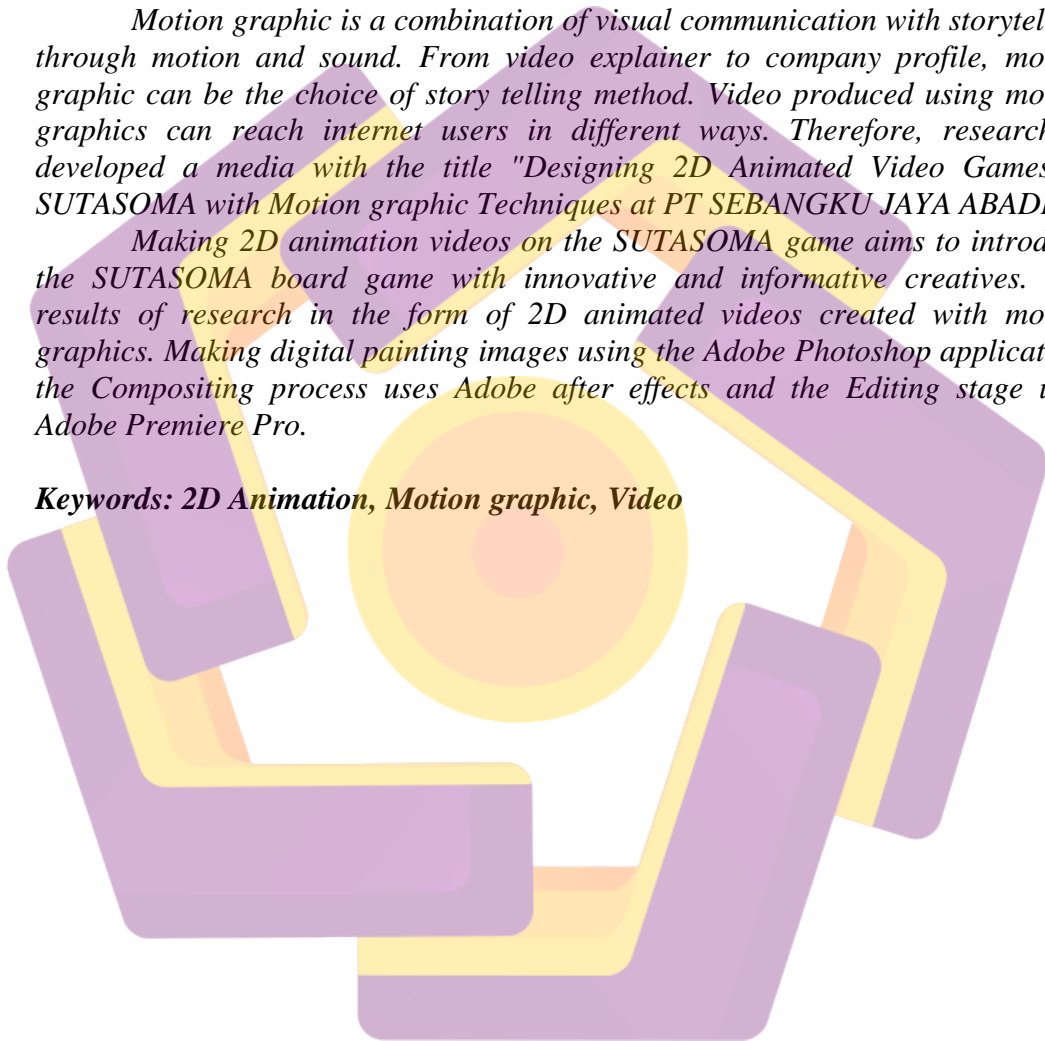 Motion graphic is a combination of visual communication with storytel
through motion and sound. From video explainer to company profile, mo
graphic can be the choice of story telling method. Video produced using mo
graphics can reach internet users in different ways. Therefore, research
developed a media with the title "Designing 2D Animated Video Games
SUTASOMA with Motion graphic Techniques at PT SEBANGKU JAYA ABADI
Making 2D animation videos on the SUTASOMA game aims to introd
the SUTASOMA board game with innovative and informative creatives.
results of research in the form of 2D animated videos created with mo
graphics. Making digital painting images using the Adobe Photoshop applicat
the Compositing process uses Adobe after effects and the Editing stage u
Adobe Premiere Pro.
Keywords: 2D Animation, Motion graphic, Video